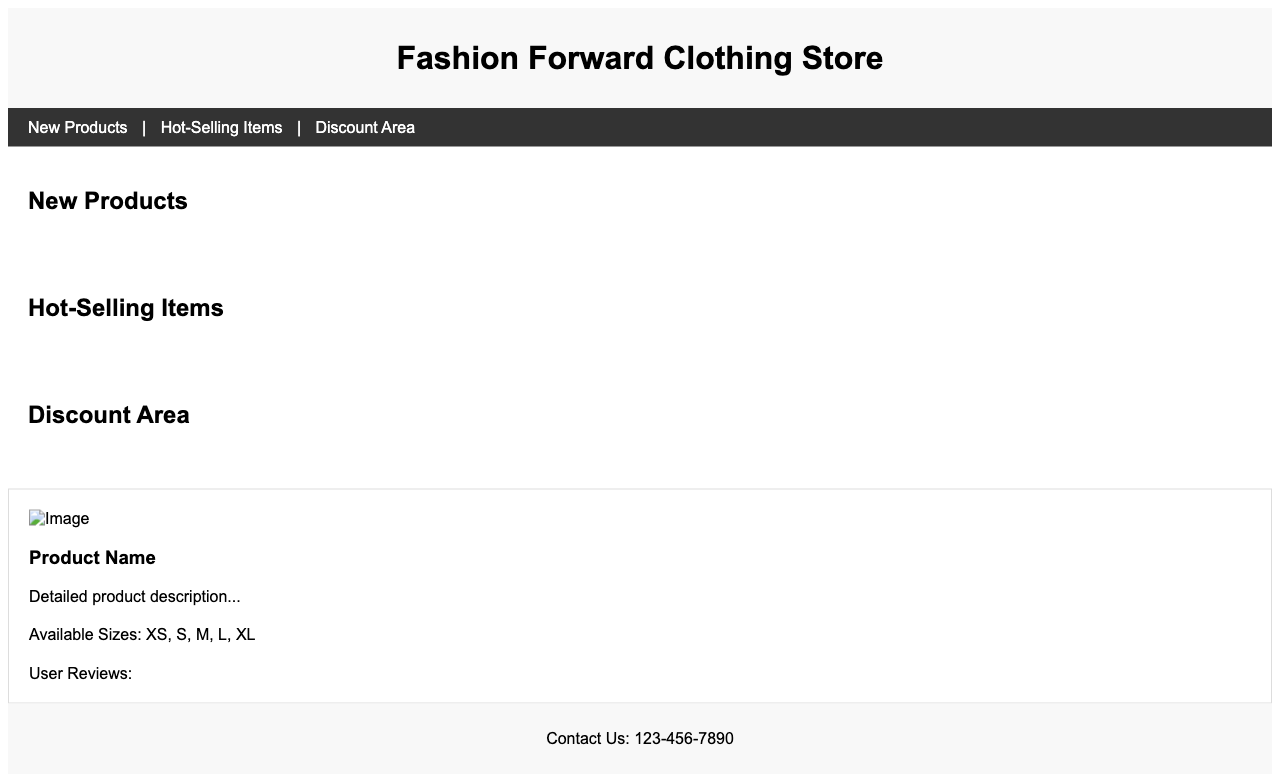 Fashion Forward Clothing Store
New Products | Hot-Selling Items | Discount Area
New Products
Hot-Selling Items
Discount Area
Image
Product Name
Detailed product description...
Available Sizes: XS, S, M, L, XL
User Reviews:
Contact Us: 123-456-7890